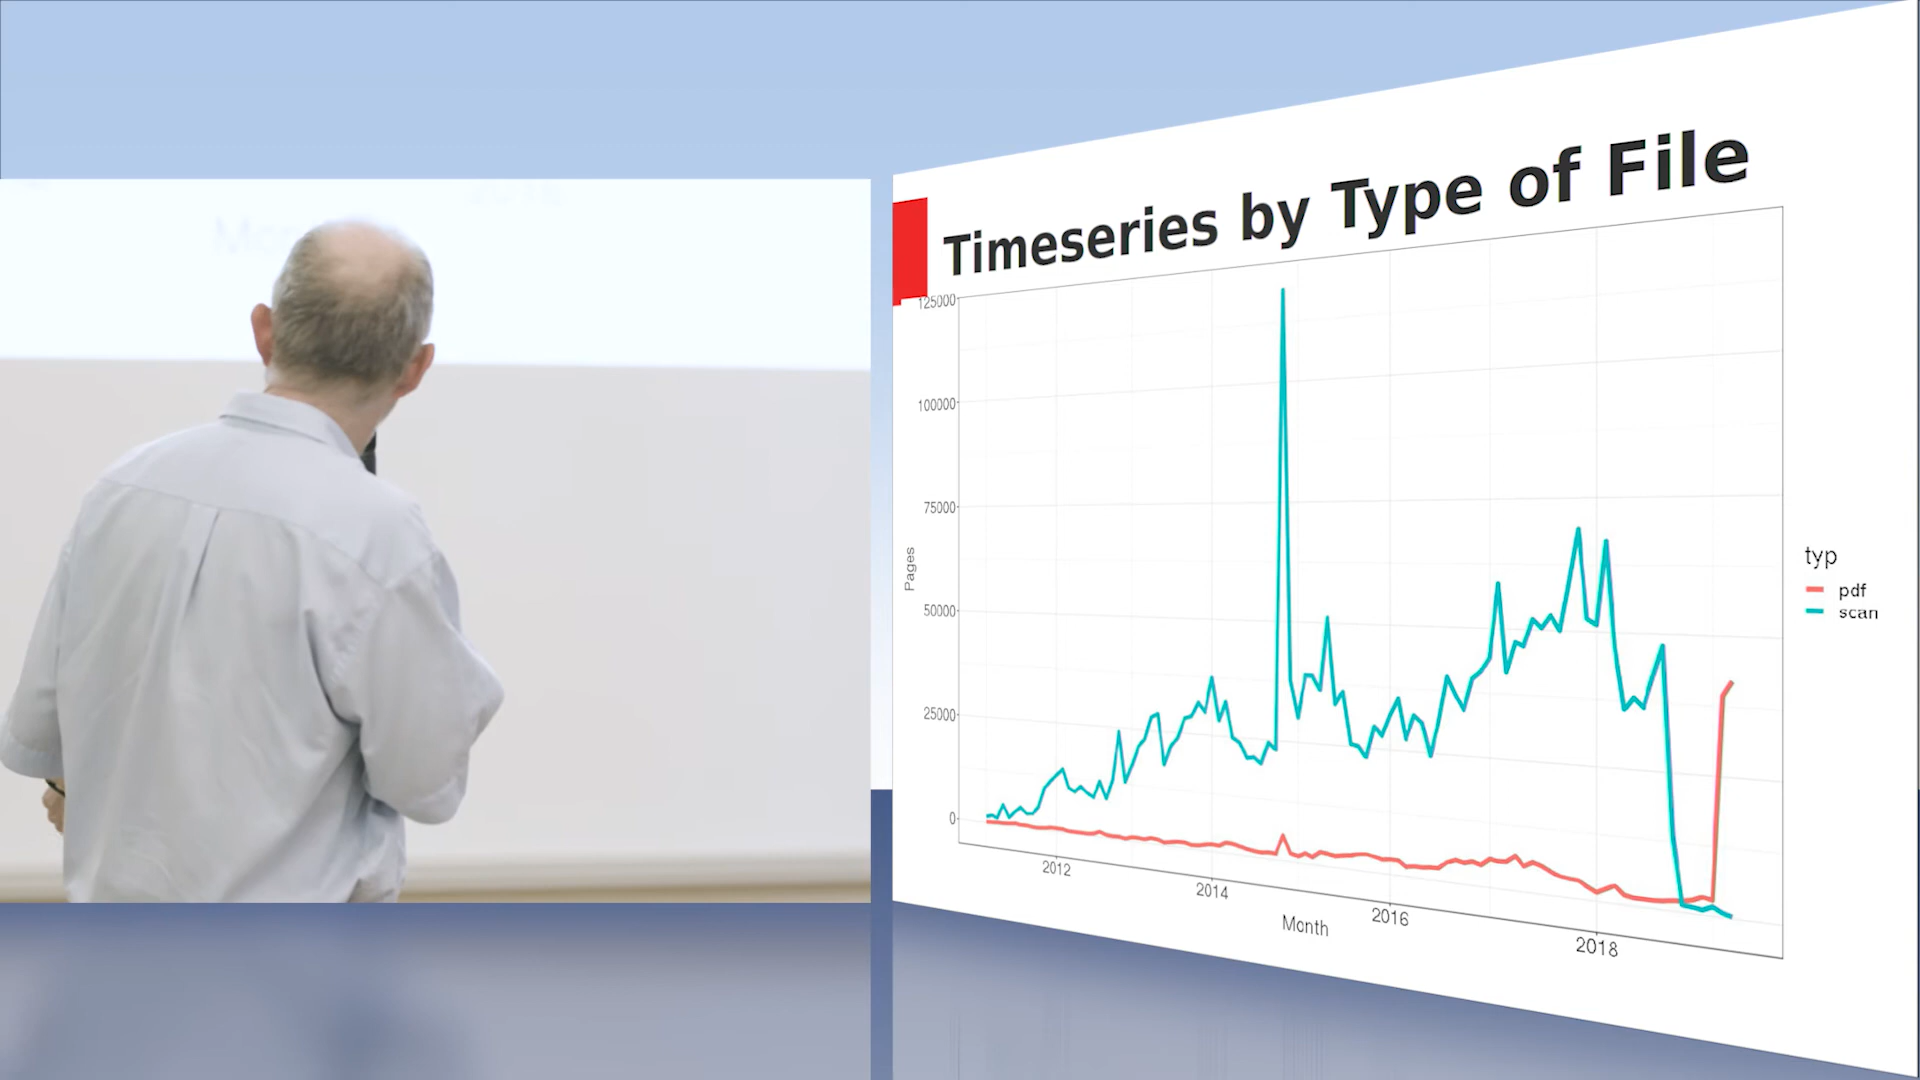 Timeseries by Type of File
125000
100000
75000
50000
25000
0
Pages
2012
2014
2016
2018
Month
typ
pdf
scan